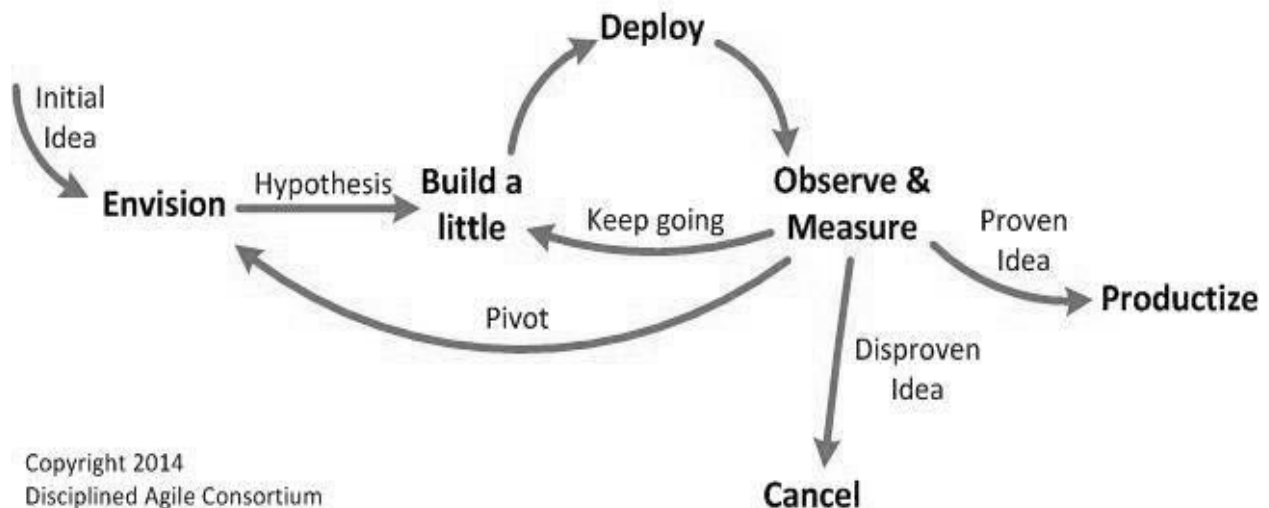 Deploy
Initial
Idea
Envision
Hypothesis
Build a
little
Observe &
Measure
Keep going
Proven
Idea
Productize
Pivot
Disproven
Idea
Cancel
Copyright 2014
Disciplined Agile Consortium